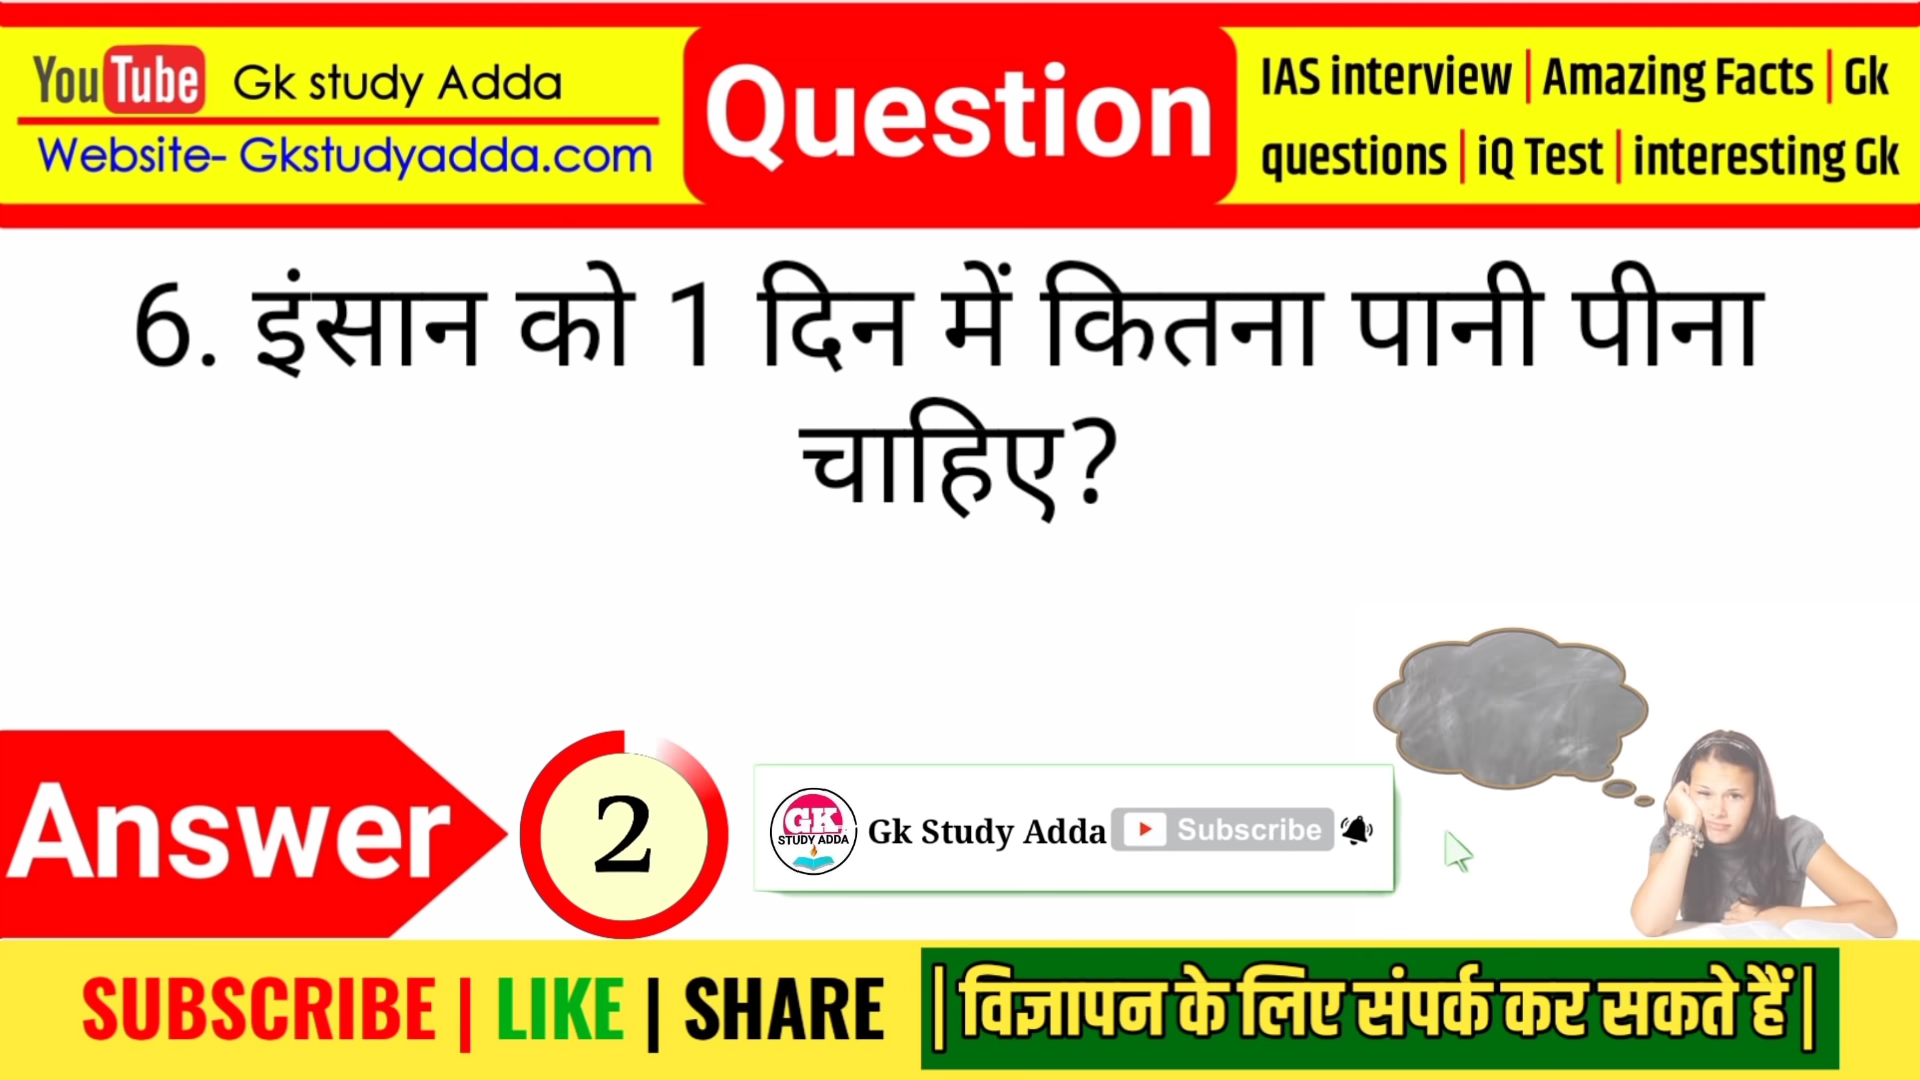 YouTube Gk study Adda
Website- Gkstudyadda.com
Question
IAS interview | Amazing Facts | Gk
questions | iQ Test | interesting Gk
6. इंसान को 1 दिन में कितना पानी पीना
चाहिए?
Answer
2
GK
STUDY ADDA
Gk Study Adda
Subscribe
SUBSCRIBE | LIKE | SHARE
| विज्ञापन के लिए संपर्क कर सकते हैं |